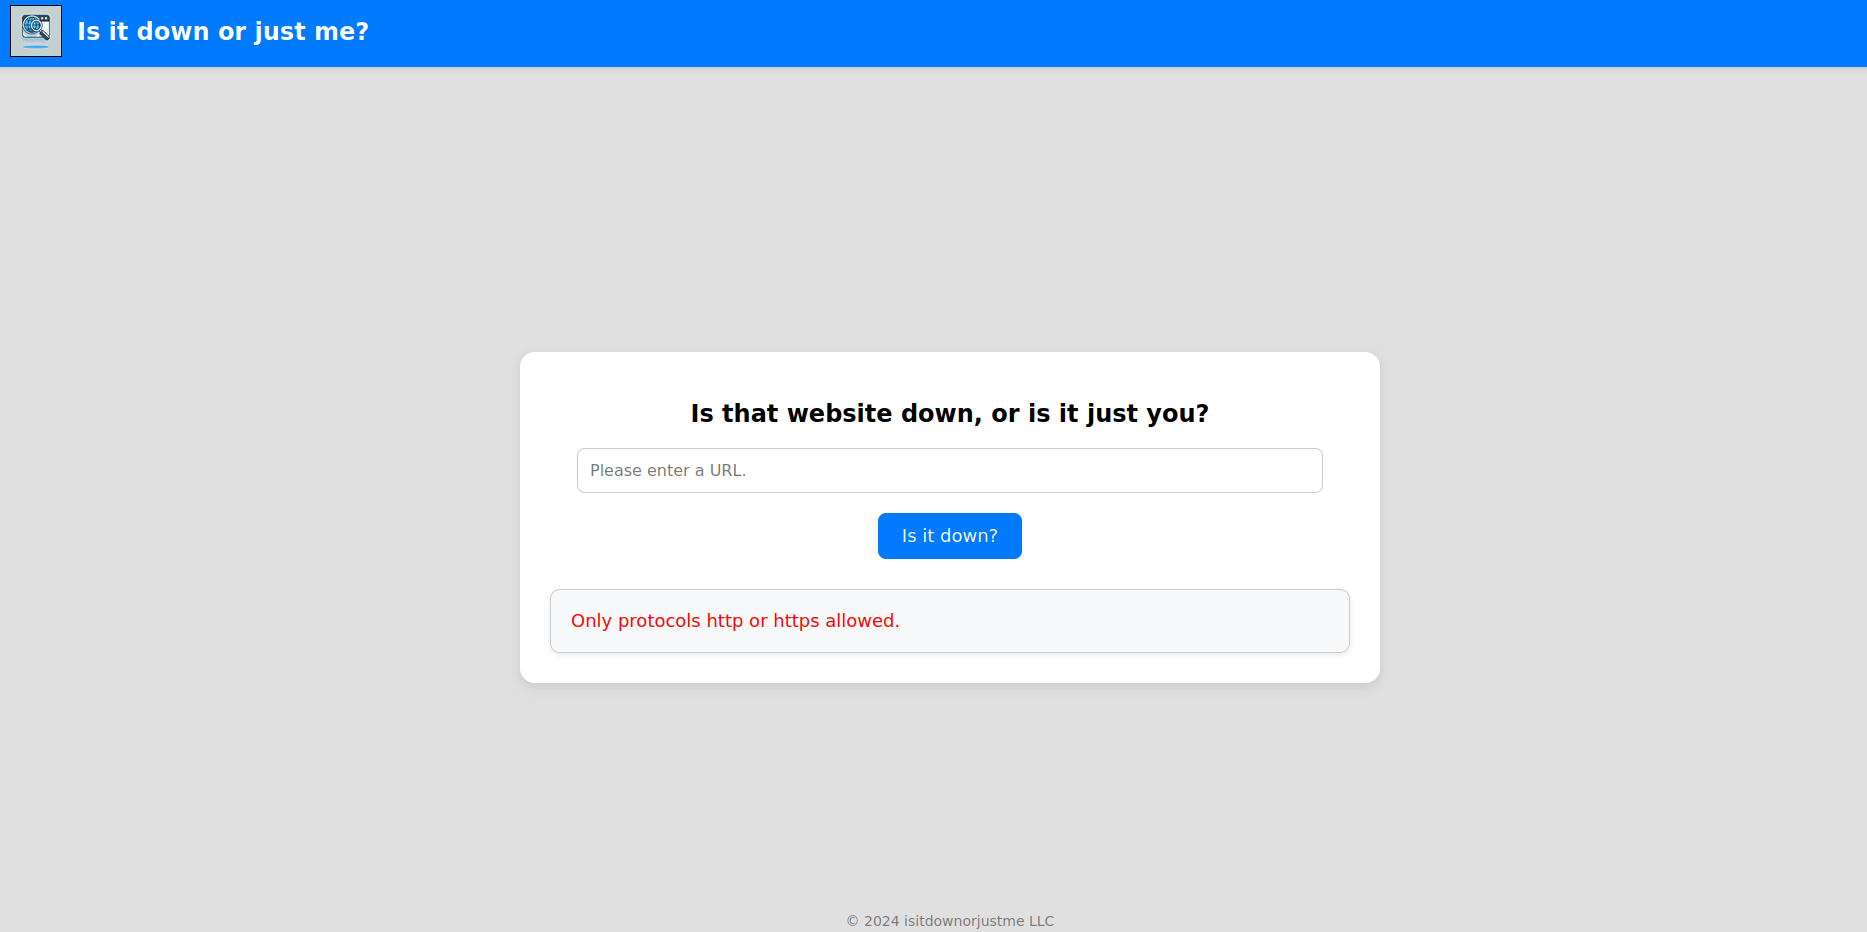 Is it down or just me?
Is that website down, or is it just you?
Please enter a URL.
Is it down?
Only protocols http or https allowed.
© 2024 isitdownorjustme LLC